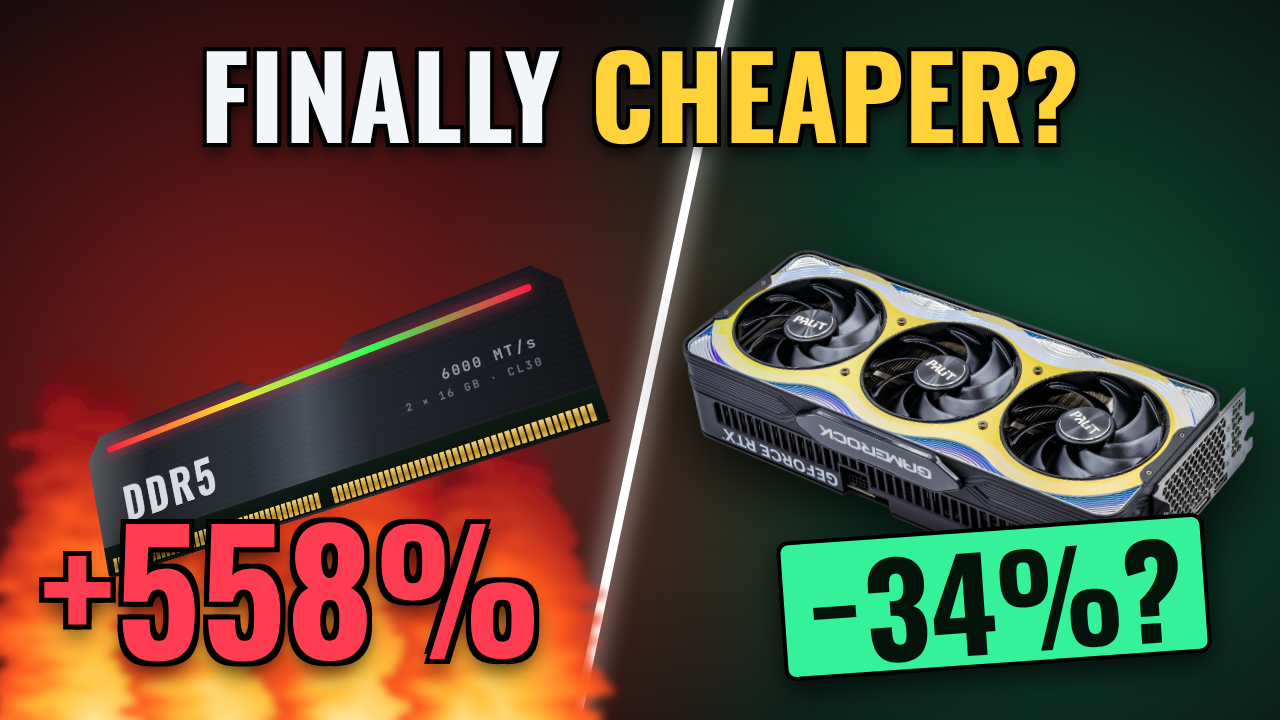 FINALLY CHEAPER?
6000 MT/s
2 × 16 GB · CL30
DDR5
+558%
PALIT
PALIT
PALIT
GAMEROCK
GEFORCE RTX
-34%?